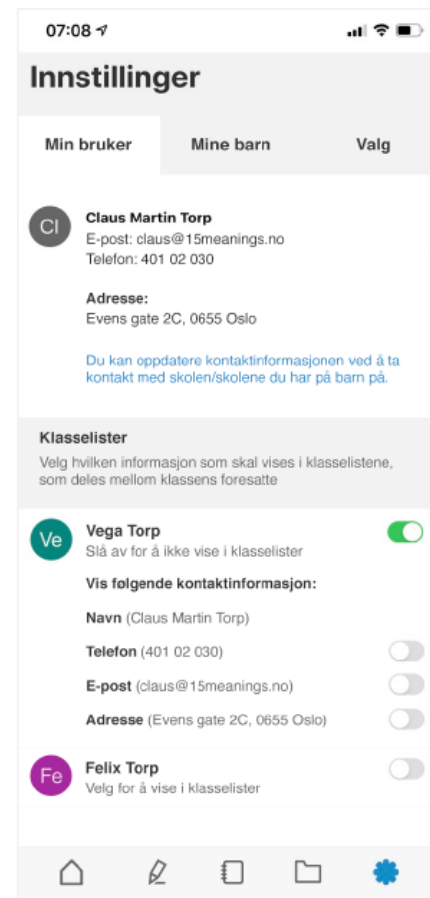 07:08
Innstillinger
Min bruker
Mine barn
Valg
Cl
Claus Martin Torp
E-post: claus@15meanings.no
Telefon: 401 02 030
Adresse:
Evens gate 2C, 0655 Oslo
Du kan oppdatere kontaktinformasjonen ved å ta
kontakt med skolen/skolene du har på barn på.
Klasselister
Velg hvilken informasjon som skal vises i klasselistene,
som deles mellom klassens foresatte
Ve
Vega Torp
Slå av for å ikke vise i klasselister
Vis følgende kontaktinformasjon:
Navn (Claus Martin Torp)
Telefon (401 02 030)
E-post (claus@15meanings.no)
Adresse (Evens gate 2C, 0655 Oslo)
Fe
Felix Torp
Velg for å vise i klasselister